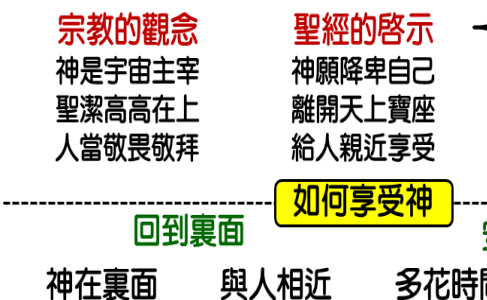 宗教的觀念
神是宇宙主宰
聖潔高高在上
人當敬畏敬拜
聖經的啓示
神願降卑自己
離開天上寶座
給人親近享受
如何享受神
回到裏面
神在裏面 與人相近 多花時間